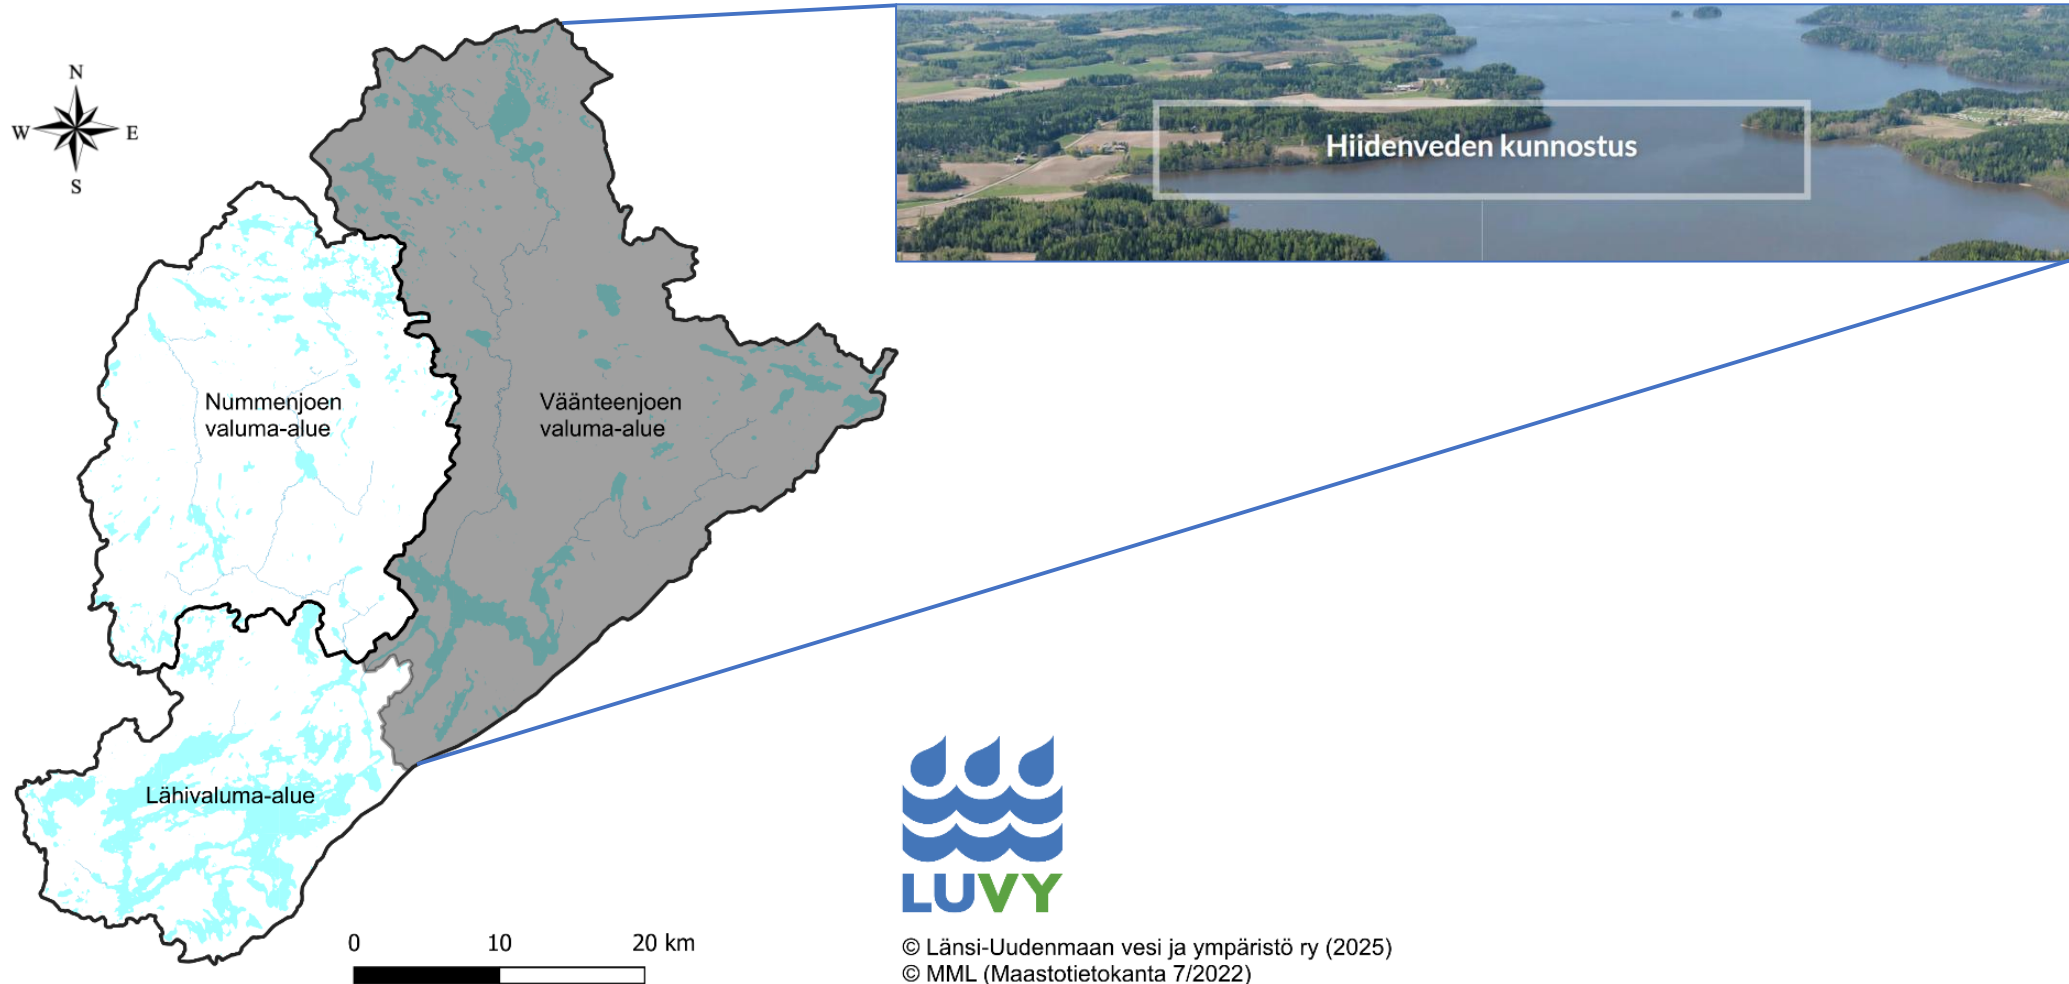 N
W E
S
Hiidenveden kunnostus
Nummenjoen
valuma-alue
Väänteenjoen
valuma-alue
Lähivaluma-alue
LUVY
0 10 20 km
© Länsi-Uudenmaan vesi ja ympäristö ry (2025)
© MML (Maastotietokanta 7/2022)